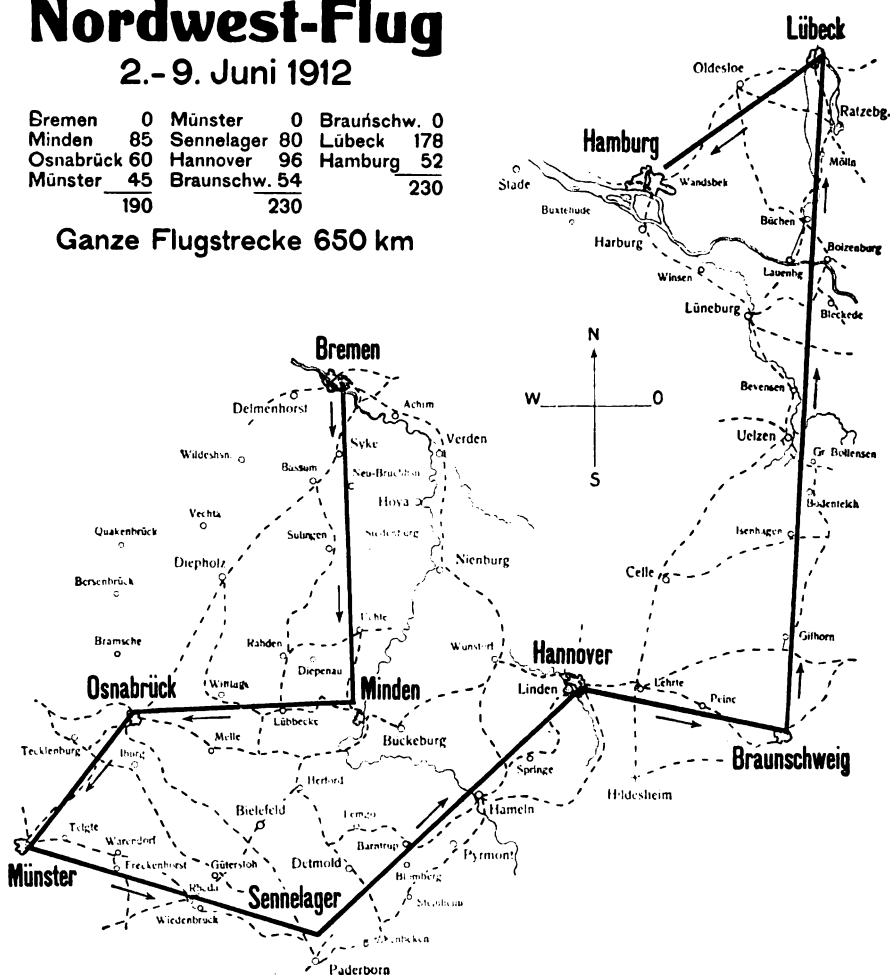 Nordwest-Flug
2.-9. Juni 1912
Bremen 0 Münster 0 Braunschw. 0
Minden 85 Sennelager 80 Lübeck 178
Osnabrück 60 Hannover 96 Hamburg 52
Münster 45 Braunschw. 54 230
190 230
Ganze Flugstrecke 650 km
Lübeck
Oldesloe
Ratzebg.
Hamburg
Mölln
Stade
Wandsbek
Buxtehude
Büchen
Harburg
Boizenburg
Winsen
Lauenbg
Lüneburg
Bleckede
N
Bremen
Bevensen
W O
Delmenhorst
Achim
Uelzen
Syke
Verden
Wildeshsn.
Gr. Bollensen
Bassum
S
Hoya
Bodenteich
Vechta
Quakenbrück
Sulingen
Isenhagen
Diepholz
Nienburg
Celle
Bersenbrück
Uchte
Gifhorn
Bramsche
Rahden
Wunstorf
Hannover
Diepenau
Osnabrück
Wittlage
Minden
Linden
Lehrte
Peine
Lübbecke
Tecklenburg
Melle
Bückeburg
Braunschweig
Iburg
Springe
Herford
Hildesheim
Bielefeld
Hameln
Telgte
Lemgo
Warendorf
Barntrup
Pyrmont
Münster
Freckenhorst
Gütersloh
Detmold
Blomberg
Rheda
Sennelager
Steinheim
Wiedenbrück
Paderborn